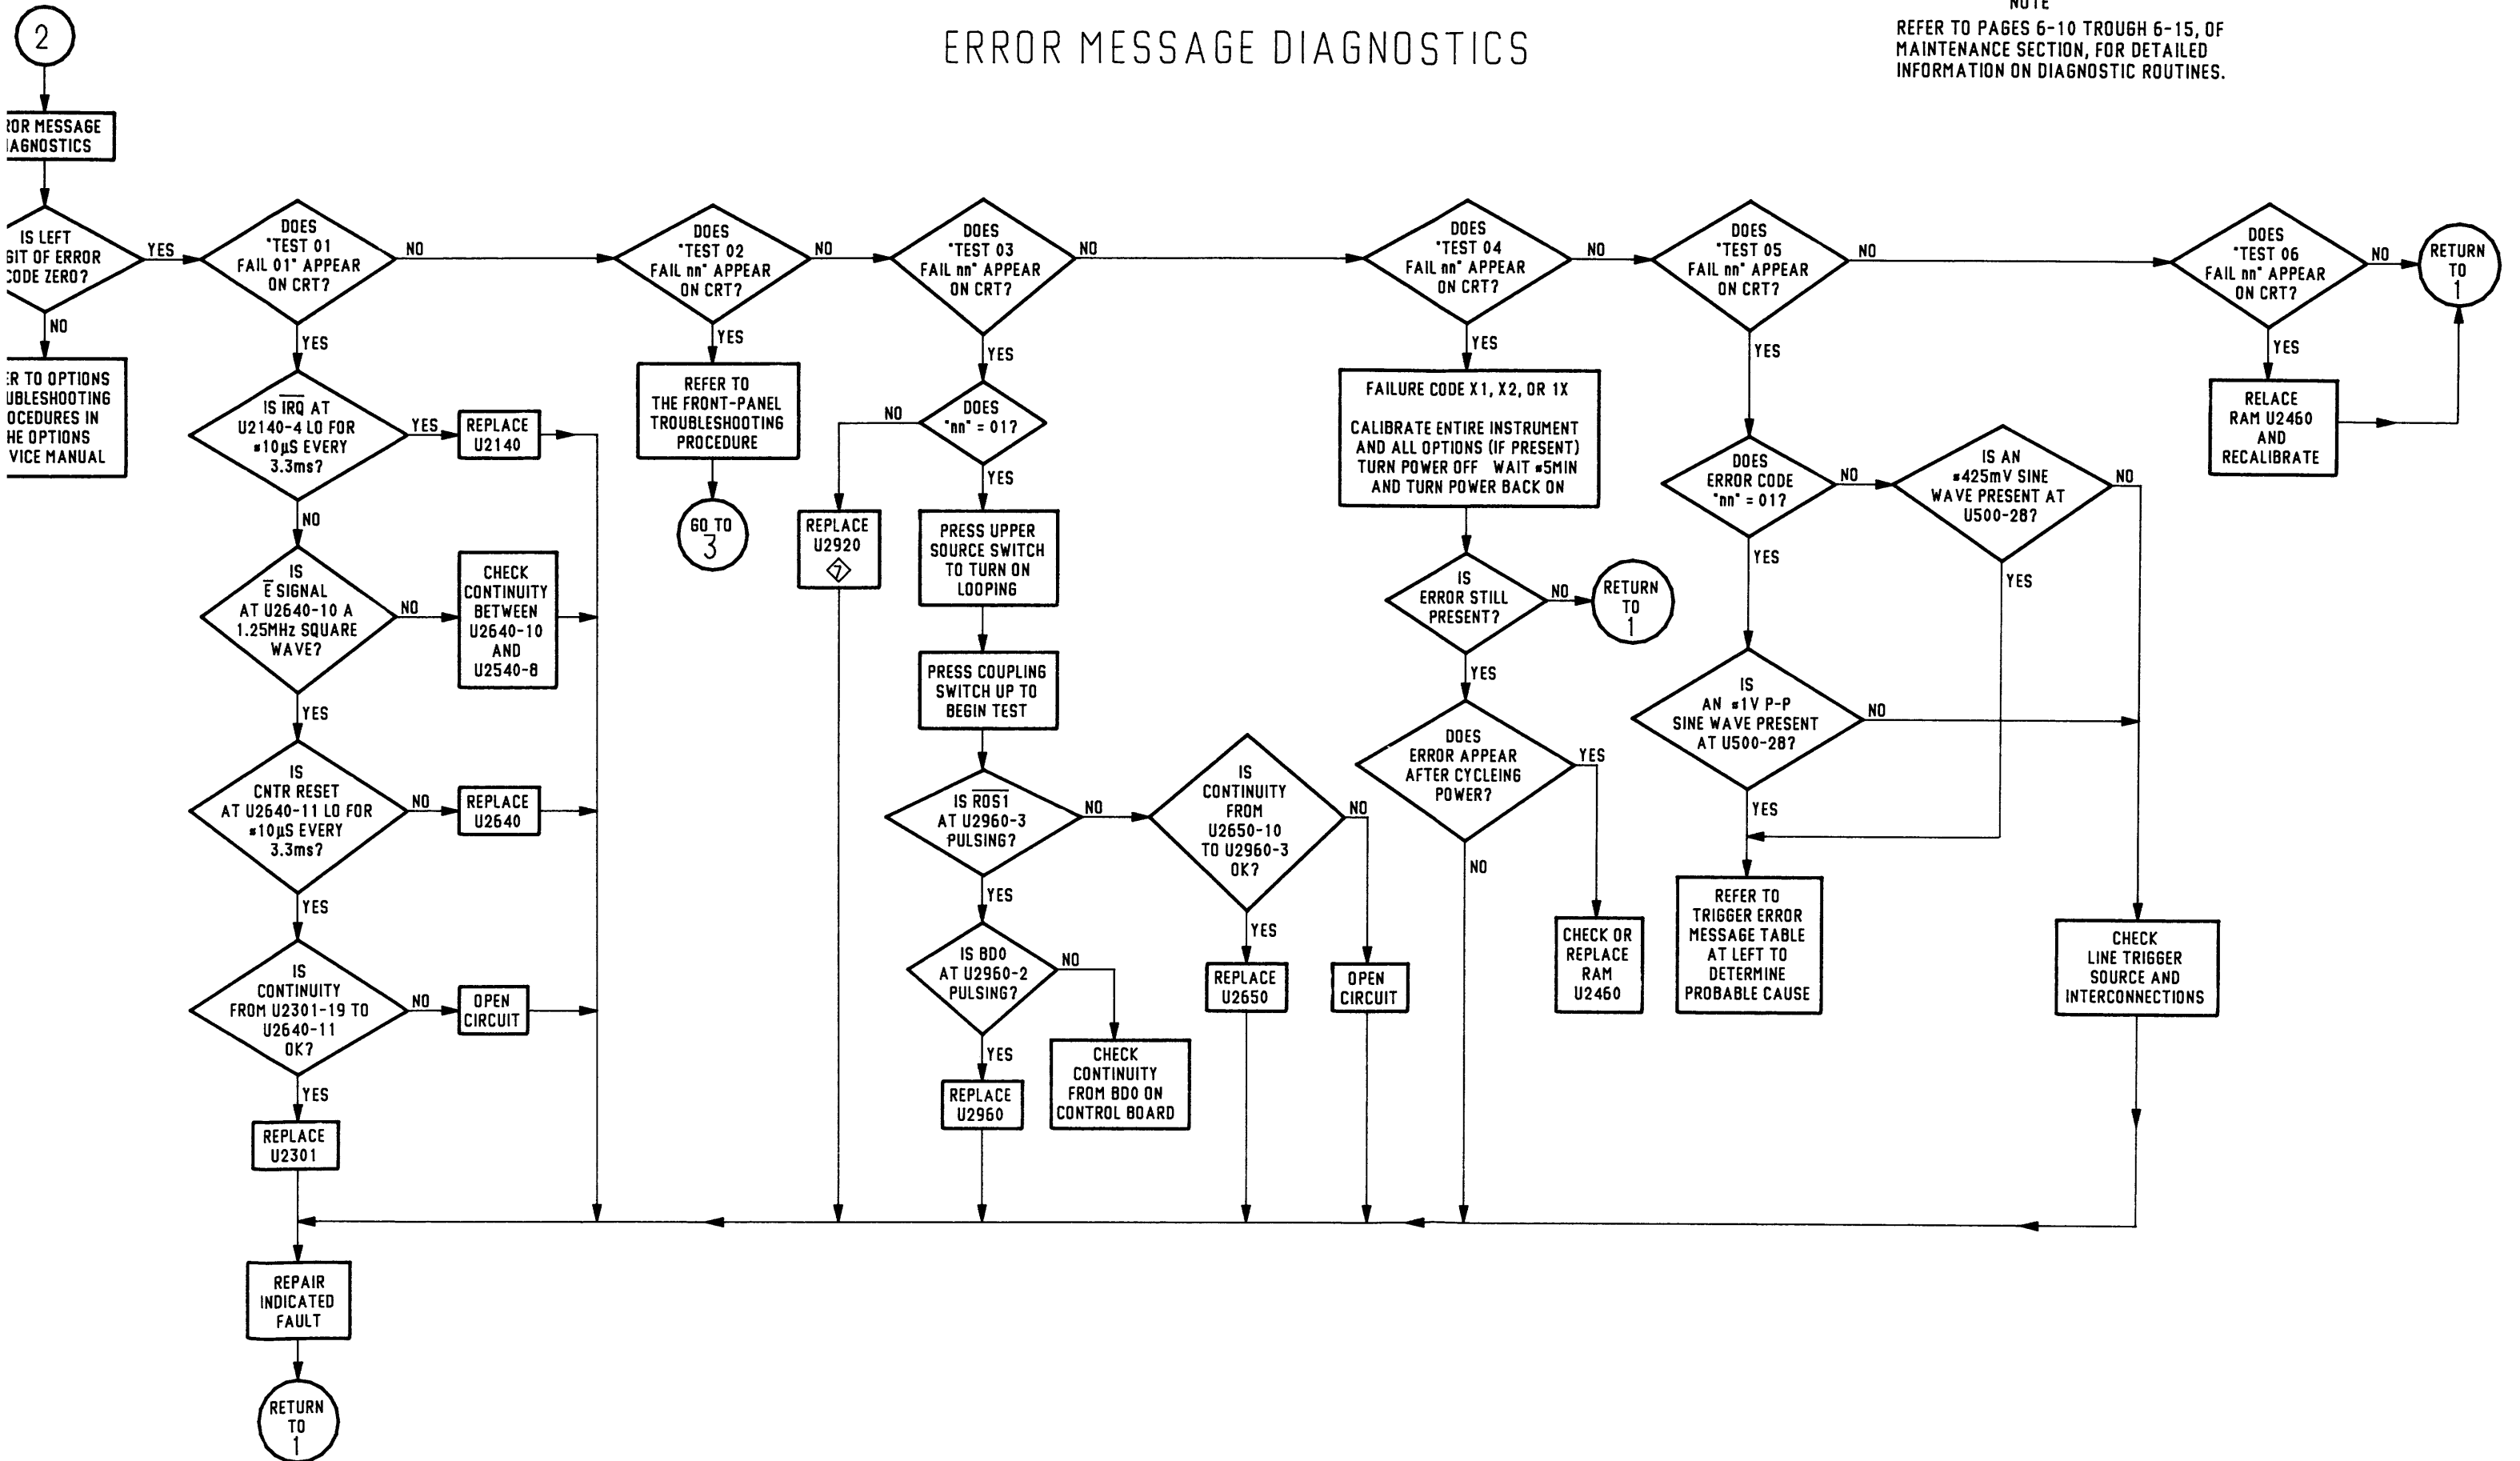 2
ERROR MESSAGE DIAGNOSTICS
NOTE
REFER TO PAGES 6-10 TROUGH 6-15, OF
MAINTENANCE SECTION, FOR DETAILED
INFORMATION ON DIAGNOSTIC ROUTINES.
ROR MESSAGE
IAGNOSTICS
IS LEFT
GIT OF ERROR
CODE ZERO?
YES
NO
ER TO OPTIONS
UBLESHOOTING
OCEDURES IN
HE OPTIONS
VICE MANUAL
DOES
"TEST 01
FAIL 01" APPEAR
ON CRT?
NO
YES
IS IRQ AT
U2140-4 LO FOR
≈10µS EVERY
3.3ms?
YES
REPLACE
U2140
NO
IS
E SIGNAL
AT U2640-10 A
1.25MHz SQUARE
WAVE?
NO
CHECK
CONTINUITY
BETWEEN
U2640-10
AND
U2540-8
YES
IS
CNTR RESET
AT U2640-11 LO FOR
≈10µS EVERY
3.3ms?
NO
REPLACE
U2640
YES
IS
CONTINUITY
FROM U2301-19 TO
U2640-11
OK?
NO
OPEN
CIRCUIT
YES
REPLACE
U2301
REPAIR
INDICATED
FAULT
RETURN
TO
1
DOES
"TEST 02
FAIL nn" APPEAR
ON CRT?
NO
YES
REFER TO
THE FRONT-PANEL
TROUBLESHOOTING
PROCEDURE
GO TO
3
DOES
"TEST 03
FAIL nn" APPEAR
ON CRT?
NO
YES
DOES
"nn" = 01?
NO
REPLACE
U2920
7
YES
PRESS UPPER
SOURCE SWITCH
TO TURN ON
LOOPING
PRESS COUPLING
SWITCH UP TO
BEGIN TEST
IS ROS1
AT U2960-3
PULSING?
NO
IS
CONTINUITY
FROM
U2650-10
TO U2960-3
OK?
NO
YES
REPLACE
U2650
OPEN
CIRCUIT
YES
IS BD0
AT U2960-2
PULSING?
NO
YES
REPLACE
U2960
CHECK
CONTINUITY
FROM BD0 ON
CONTROL BOARD
DOES
"TEST 04
FAIL nn" APPEAR
ON CRT?
NO
YES
FAILURE CODE X1, X2, OR 1X
CALIBRATE ENTIRE INSTRUMENT
AND ALL OPTIONS (IF PRESENT)
TURN POWER OFF WAIT ≈5MIN
AND TURN POWER BACK ON
IS
ERROR STILL
PRESENT?
NO
RETURN
TO
1
YES
DOES
ERROR APPEAR
AFTER CYCLEING
POWER?
YES
NO
CHECK OR
REPLACE
RAM
U2460
DOES
"TEST 05
FAIL nn" APPEAR
ON CRT?
NO
YES
DOES
ERROR CODE
"nn" = 01?
NO
IS AN
≈425mV SINE
WAVE PRESENT AT
U500-28?
NO
YES
YES
IS
AN ≈1V P-P
SINE WAVE PRESENT
AT U500-28?
NO
YES
REFER TO
TRIGGER ERROR
MESSAGE TABLE
AT LEFT TO
DETERMINE
PROBABLE CAUSE
CHECK
LINE TRIGGER
SOURCE AND
INTERCONNECTIONS
DOES
"TEST 06
FAIL nn" APPEAR
ON CRT?
NO
RETURN
TO
1
YES
RELACE
RAM U2460
AND
RECALIBRATE